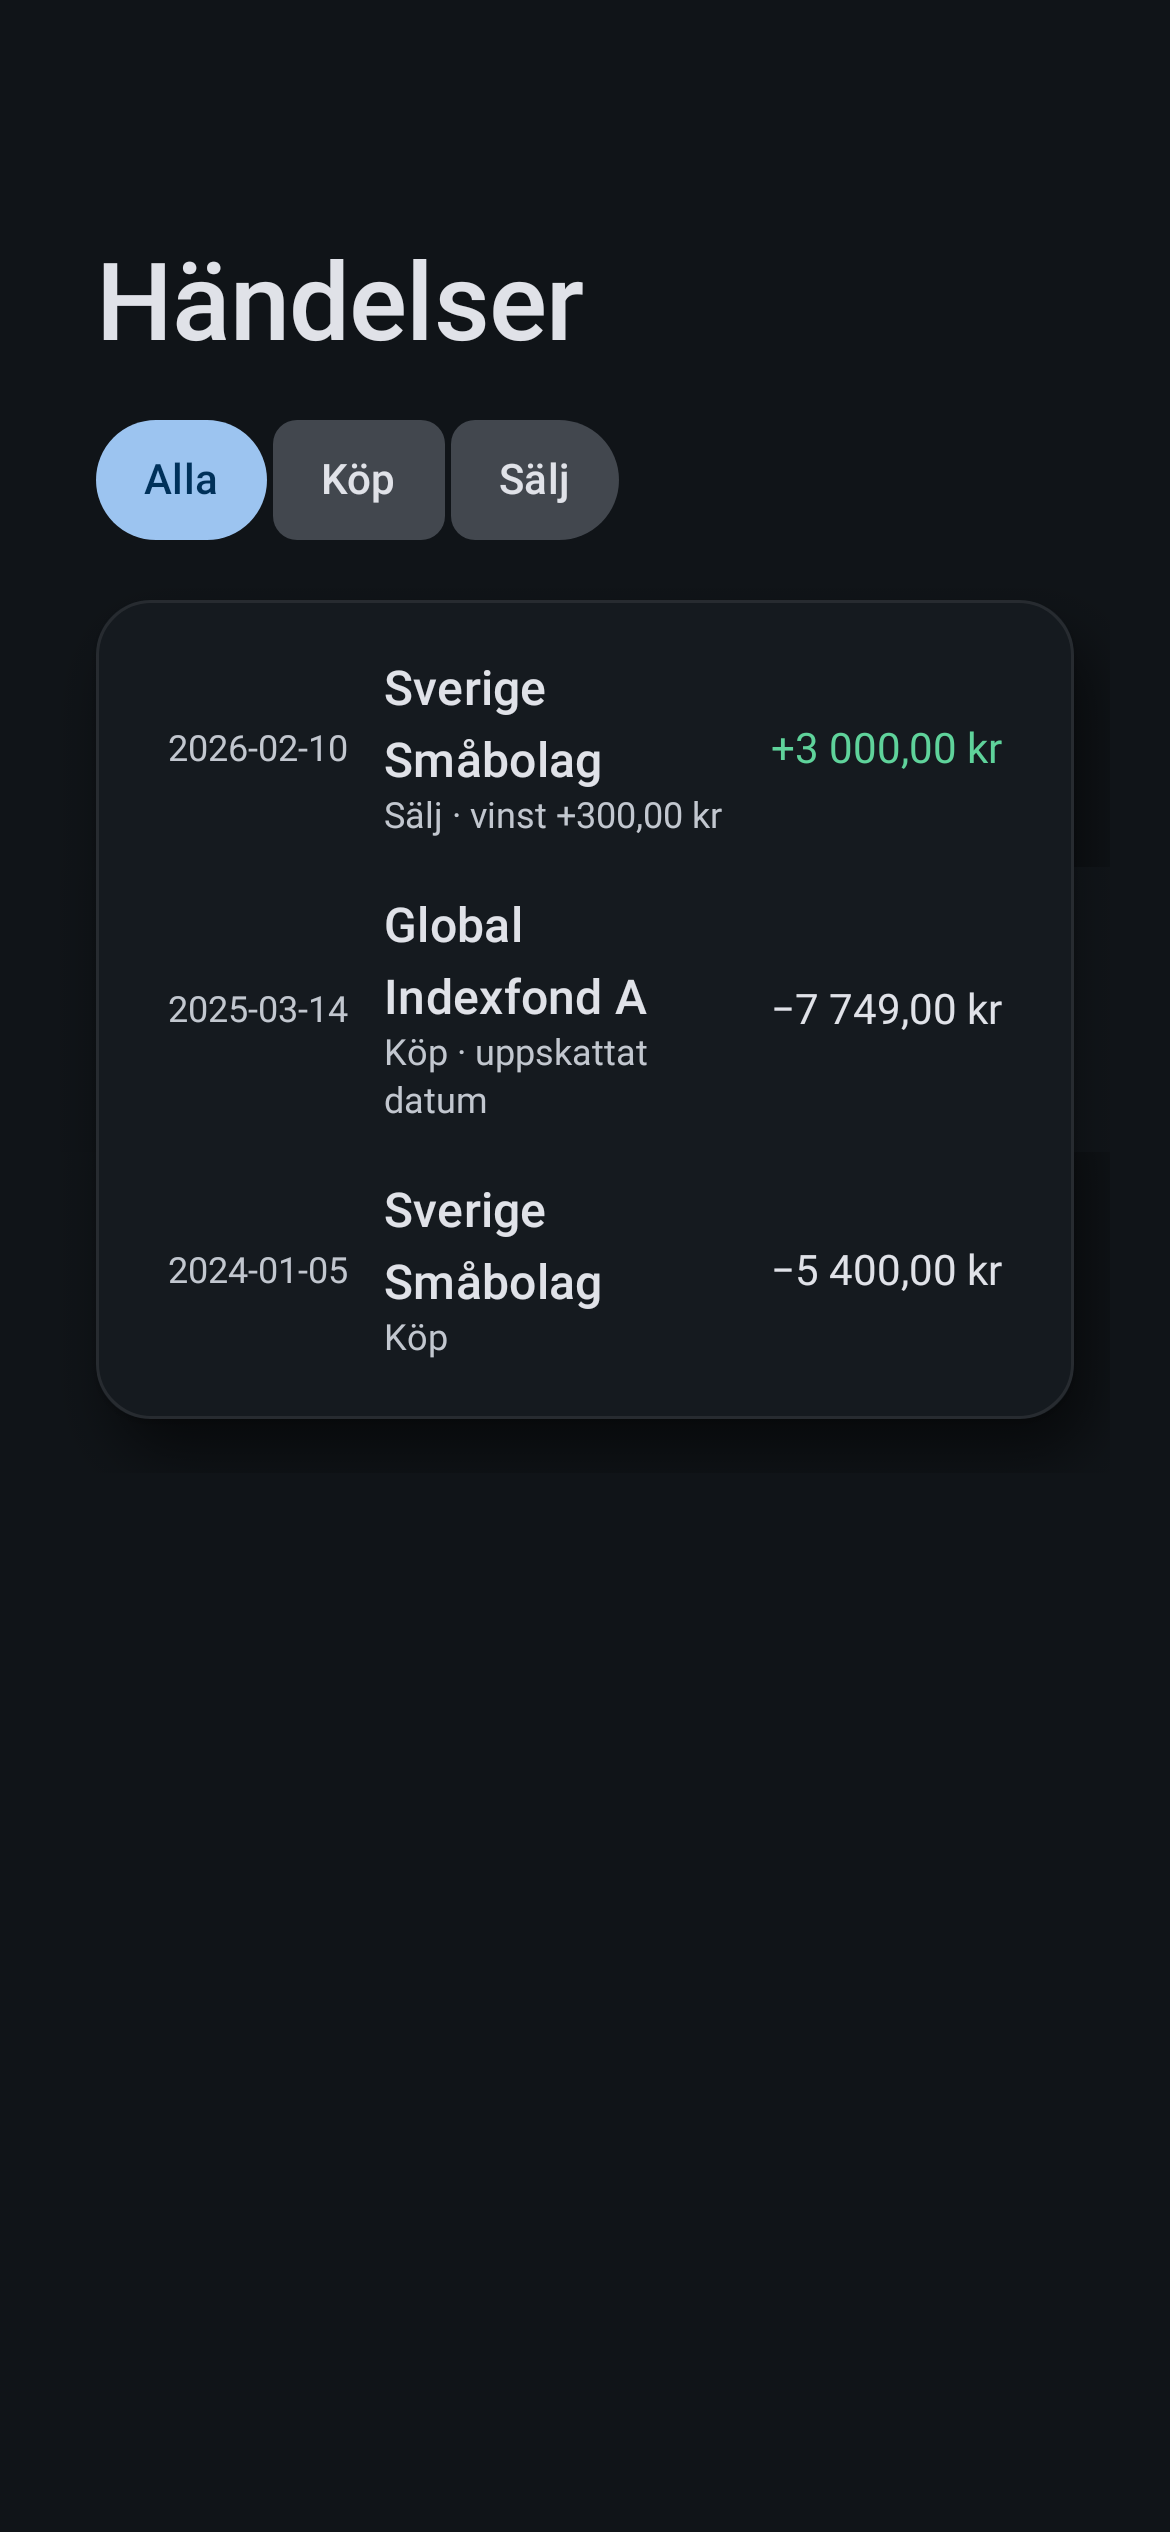 Händelser
Alla Köp Sälj
Sverige
Småbolag
2026-02-10
+3 000,00 kr
Sälj · vinst +300,00 kr
Global
Indexfond A
2025-03-14
−7 749,00 kr
Köp · uppskattat
datum
Sverige
Småbolag
2024-01-05
−5 400,00 kr
Köp